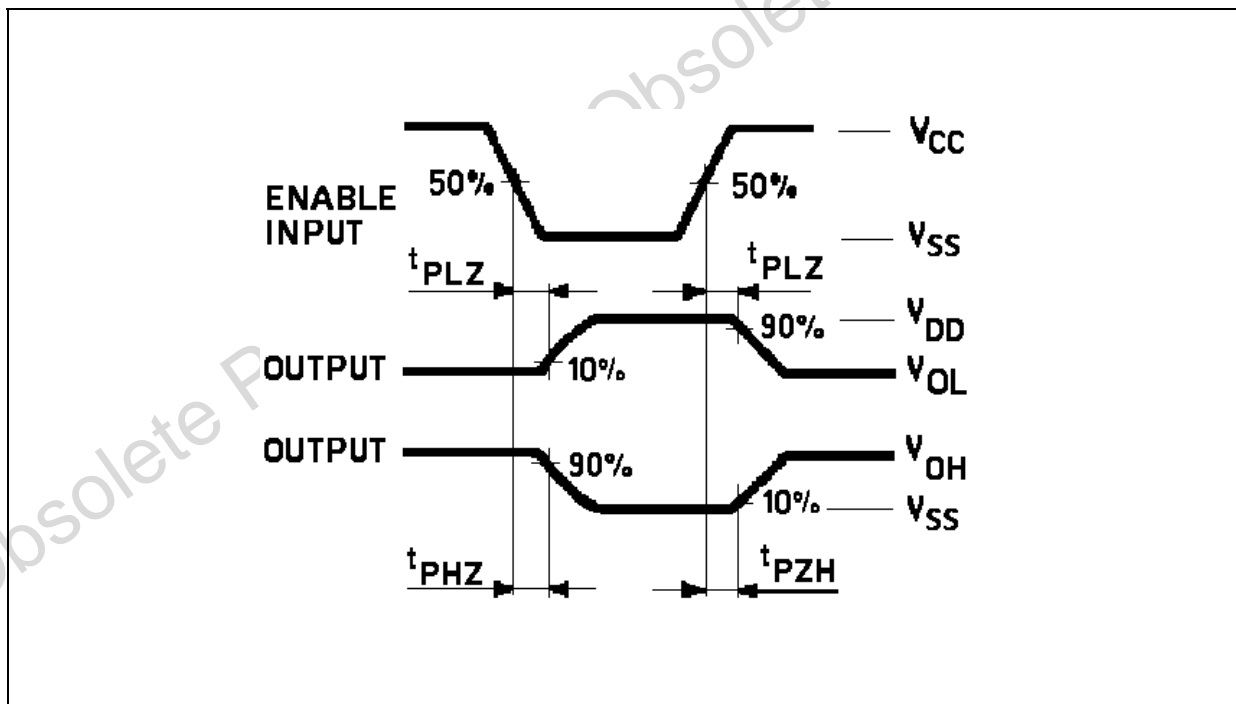 Obsolete
Obsolete P
VCC
50%
50%
ENABLE
INPUT
VSS
tPLZ
tPLZ
VDD
90%
OUTPUT
10%
VOL
OUTPUT
90%
VOH
10%
VSS
tPHZ
tPZH